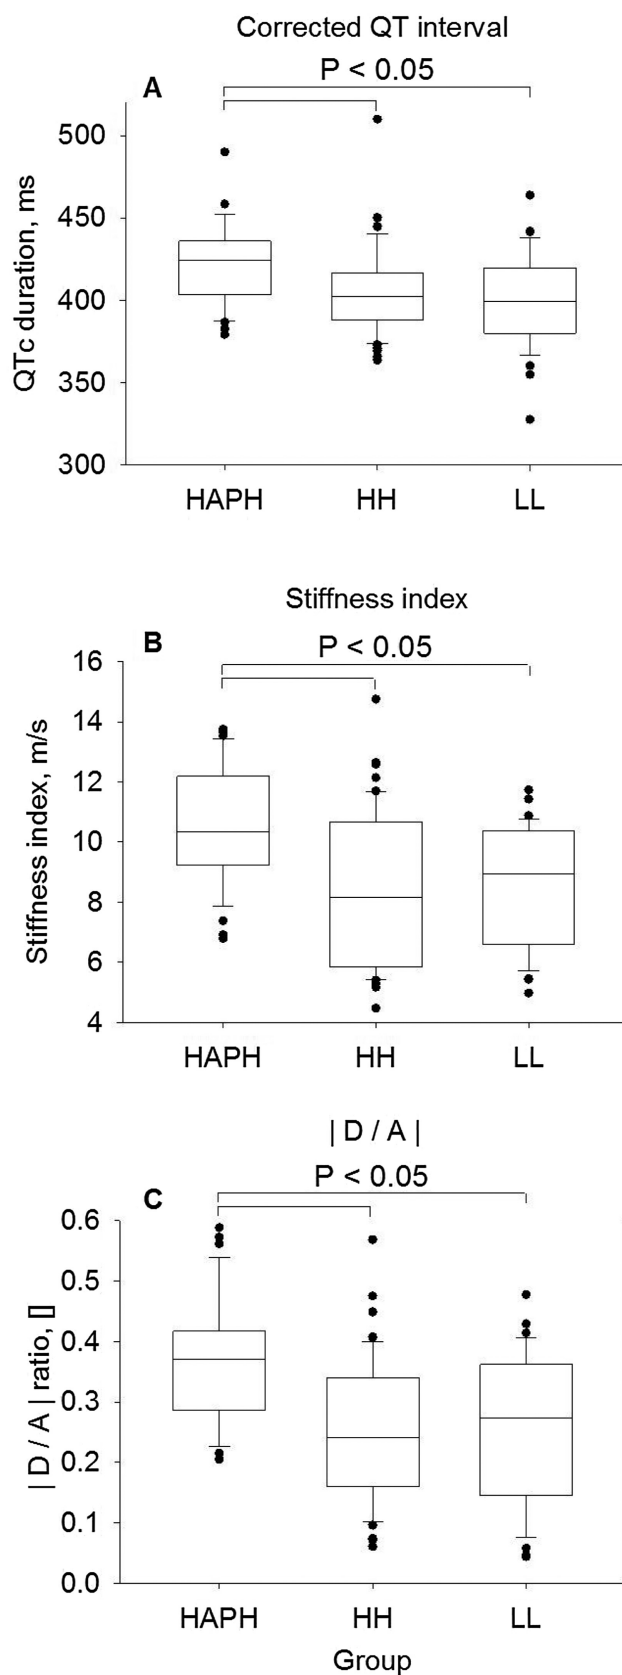 Corrected QT interval
A
P < 0.05
500
450
400
350
300
QTc duration, ms
HAPH HH LL
Stiffness index
B
P < 0.05
16
14
12
10
8
6
4
Stiffness index, m/s
HAPH HH LL
| D / A |
C
P < 0.05
0.6
0.5
0.4
0.3
0.2
0.1
0.0
| D / A | ratio, []
HAPH HH LL
Group